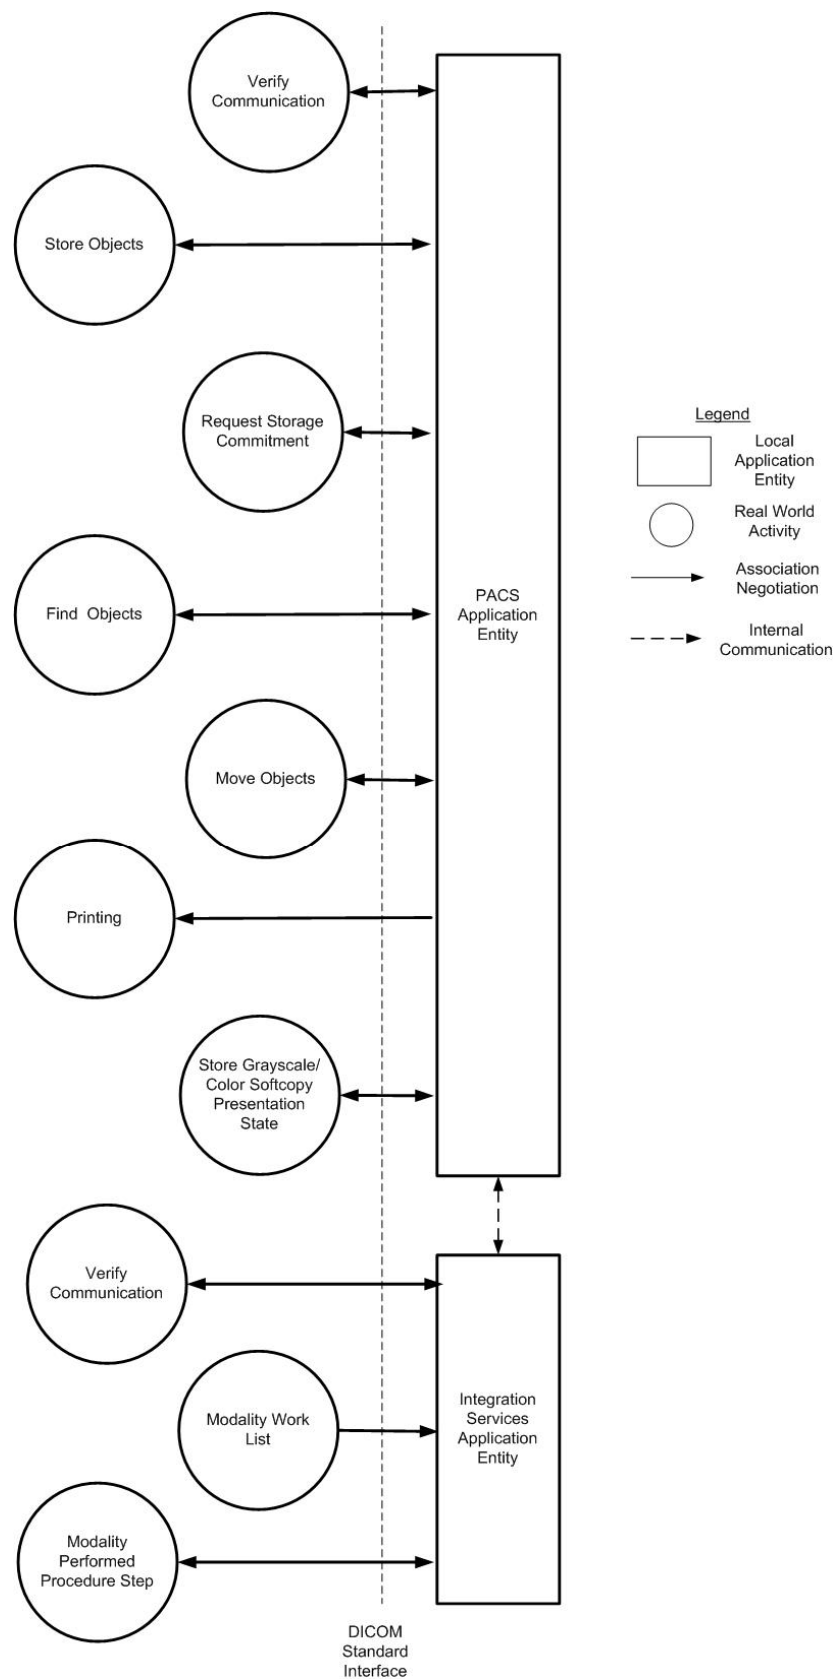 Verify
Communication
Store Objects
Request Storage
Commitment
Legend
Local
Application
Entity
Real World
Activity
Association
Negotiation
Internal
Communication
Find Objects
PACS
Application
Entity
Move Objects
Printing
Store Grayscale/
Color Softcopy
Presentation
State
Verify
Communication
Modality Work
List
Integration
Services
Application
Entity
Modality
Performed
Procedure Step
DICOM
Standard
Interface